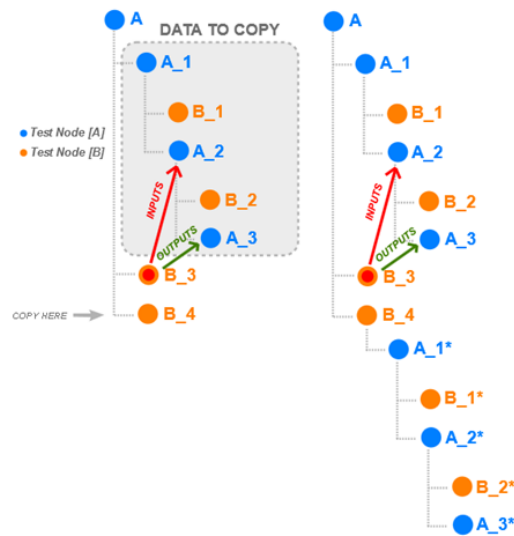 A
DATA TO COPY
A_1
B_1
Test Node [A]
Test Node [B]
A_2
INPUTS
B_2
OUTPUTS
A_3
B_3
COPY HERE
B_4
A
A_1
B_1
A_2
INPUTS
B_2
OUTPUTS
A_3
B_3
B_4
A_1*
B_1*
A_2*
B_2*
A_3*